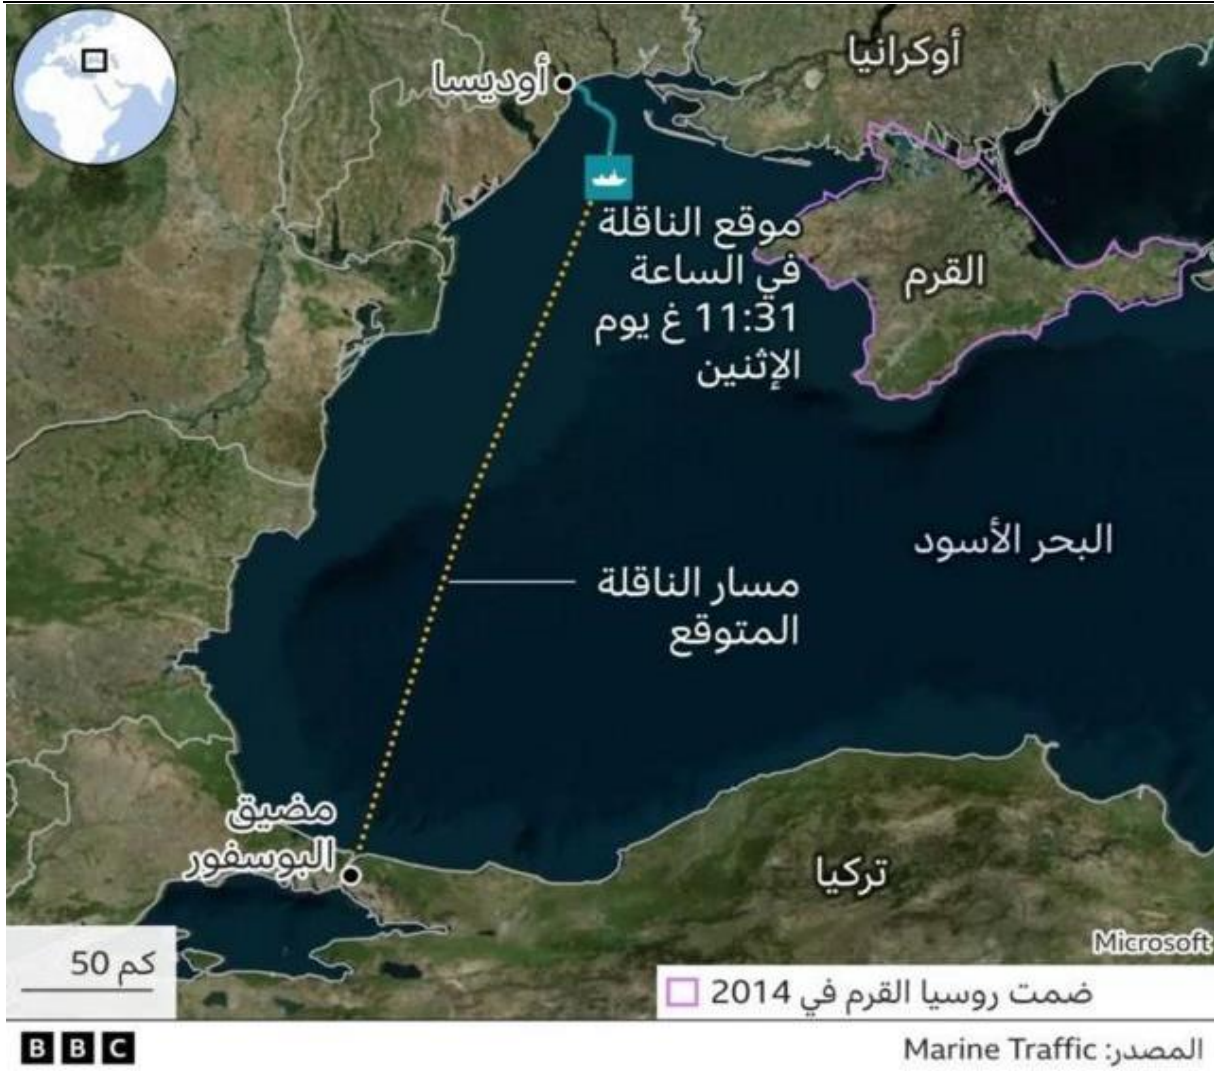 أوكرانيا
أوديسا
موقع الناقلة
في الساعة
11:31 غ يوم
الإثنين
القرم
البحر الأسود
مسار الناقلة
المتوقع
مضيق
البوسفور
تركيا
Microsoft
كم 50
ضمت روسيا القرم في 2014
BBC
المصدر: Marine Traffic